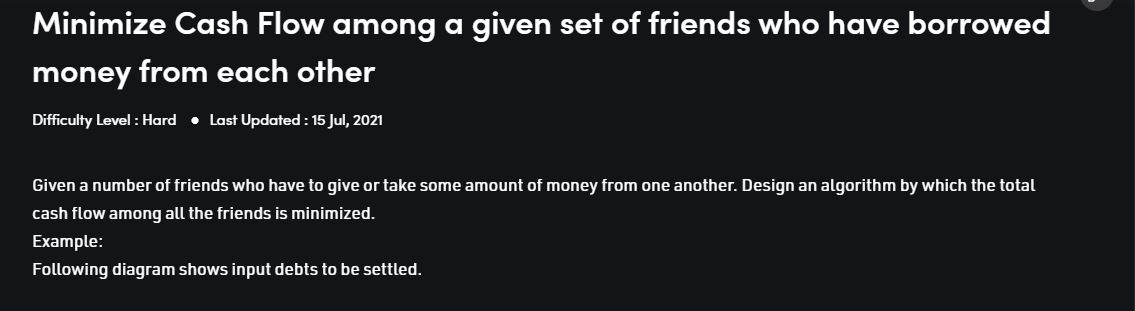 Minimize Cash Flow among a given set of friends who have borrowed
money from each other
Difficulty Level : Hard ● Last Updated : 15 Jul, 2021
Given a number of friends who have to give or take some amount of money from one another. Design an algorithm by which the total
cash flow among all the friends is minimized.
Example:
Following diagram shows input debts to be settled.